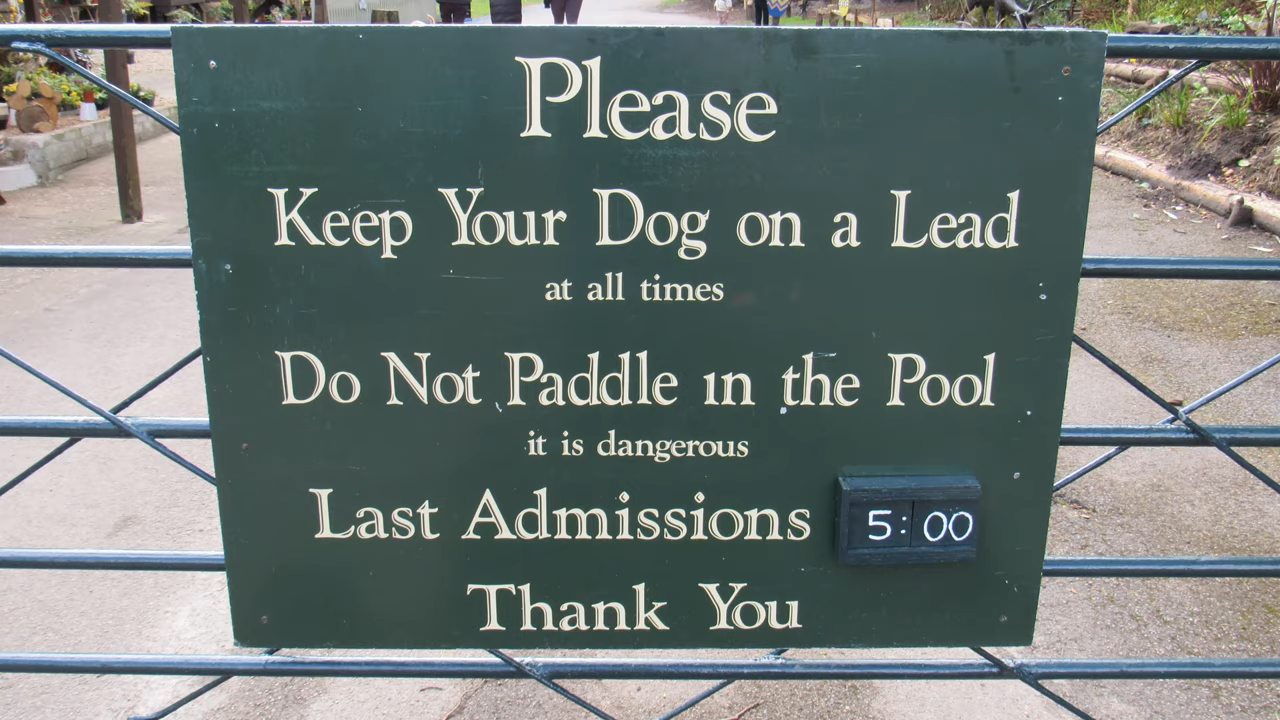 Please
Keep Your Dog on a Lead
at all times
Do Not Paddle in the Pool
it is dangerous
Last Admissions 5:00
Thank You